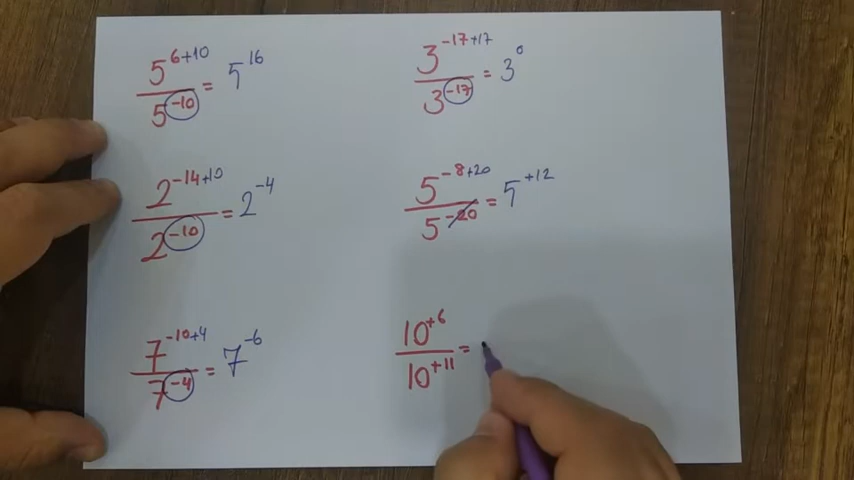 5^6+10 / 5^-10 = 5^16
3^-17+17 / 3^-17 = 3^0
2^-14+10 / 2^-10 = 2^-4
5^-8+20 / 5^-20 = 5^+12
7^-10+4 / 7^-4 = 7^-6
10^+6 / 10^+11 =